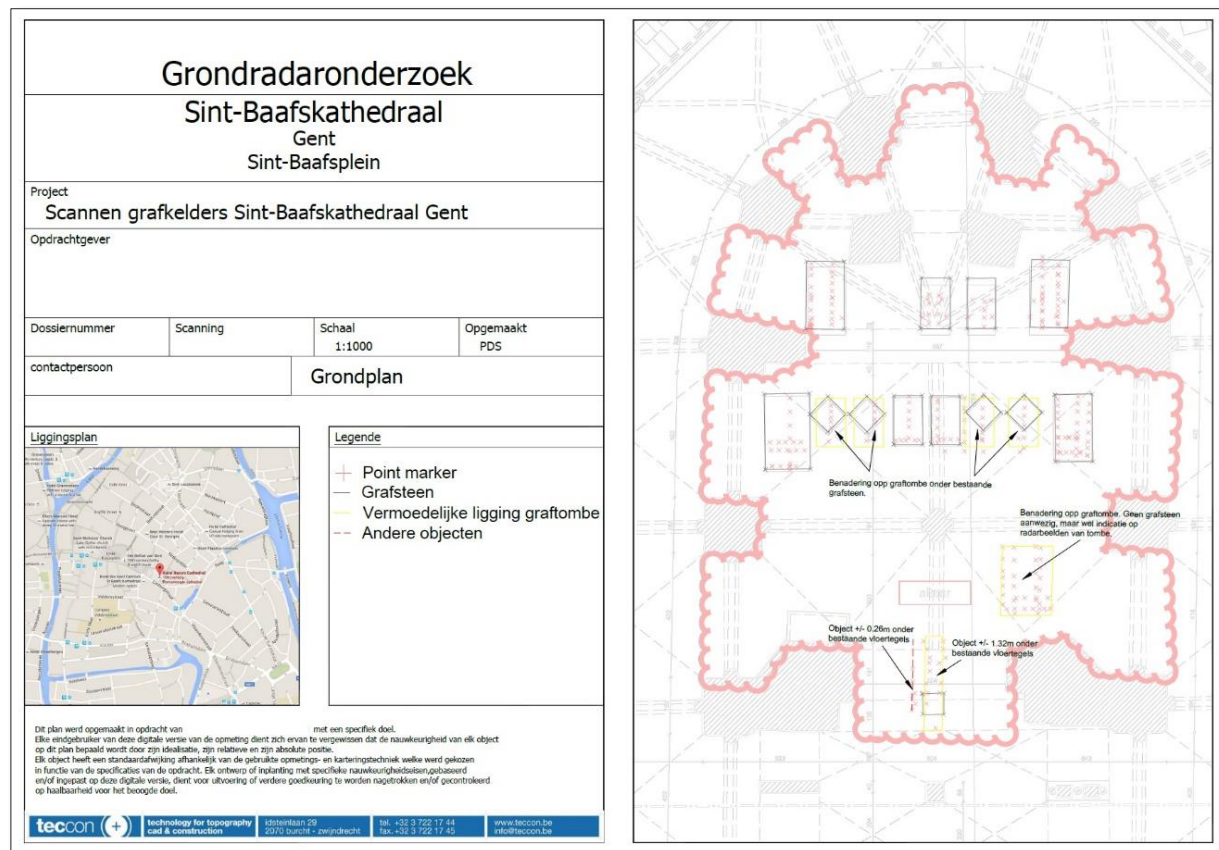 Grondradaronderzoek
Sint-Baafskathedraal
Gent
Sint-Baafsplein
Project
Scannen grafkelders Sint-Baafskathedraal Gent
Opdrachtgever
Dossiernummer
Scanning
Schaal
1:1000
Opgemaakt
PDS
contactpersoon
Grondplan
Liggingsplan
Legende
Point marker
Grafsteen
Vermoedelijke ligging graftombe
Andere objecten
Dit plan werd opgemaakt in opdracht van met een specifiek doel.
Elke eindgebruiker van deze digitale versie van de opmeting dient zich ervan te vergewissen dat de nauwkeurigheid van elk object
op dit plan bepaald wordt door zijn idealisatie, zijn relatieve en zijn absolute positie.
Elk object heeft een standaardafwijking afhankelijk van de gebruikte opmetings- en karteringstechniek welke werd gekozen
in functie van de specificaties van de opdracht. Elk ontwerp of inplanting met specifieke nauwkeurigheidseisen,gebaseerd
en/of ingepast op deze digitale versie, dient voor uitvoering of verdere goedkeuring te worden nagetrokken en/of gecontroleerd
op haalbaarheid voor het beoogde doel.
teccon
technology for topography
cad & construction
idsteinlaan 29
2070 burcht - zwijndrecht
tel. +32 3 722 17 44
fax.+32 3 722 17 45
www.teccon.be
info@teccon.be
Benadering opp graftombe onder bestaande
grafsteen.
Benadering opp graftombe. Geen grafsteen
aanwezig, maar wel indicatie op
radarbeelden van tombe.
altaar
Object +/- 0.26m onder
bestaande vloertegels
Object +/- 1.32m onder
bestaande vloertegels